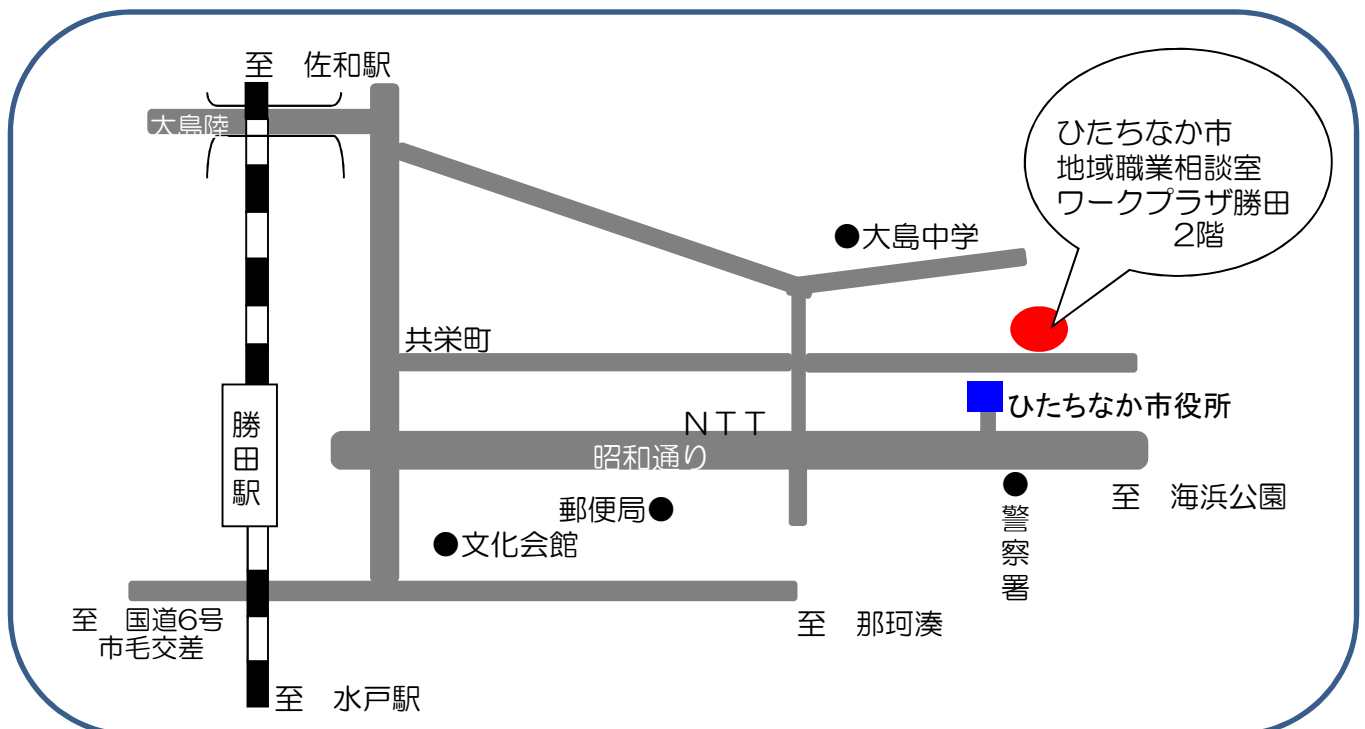 至　佐和駅
大島陸
ひたちなか市
地域職業相談室
ワークプラザ勝田
2階
●大島中学
共栄町
勝田駅
ひたちなか市役所
ＮＴＴ
昭和通り
至　海浜公園
郵便局●
警察署
●文化会館
至　国道6号
市毛交差
至　那珂湊
至　水戸駅